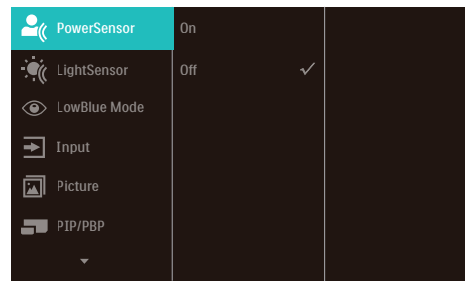 PowerSensor
On
LightSensor
Off
LowBlue Mode
Input
Picture
PIP/PBP